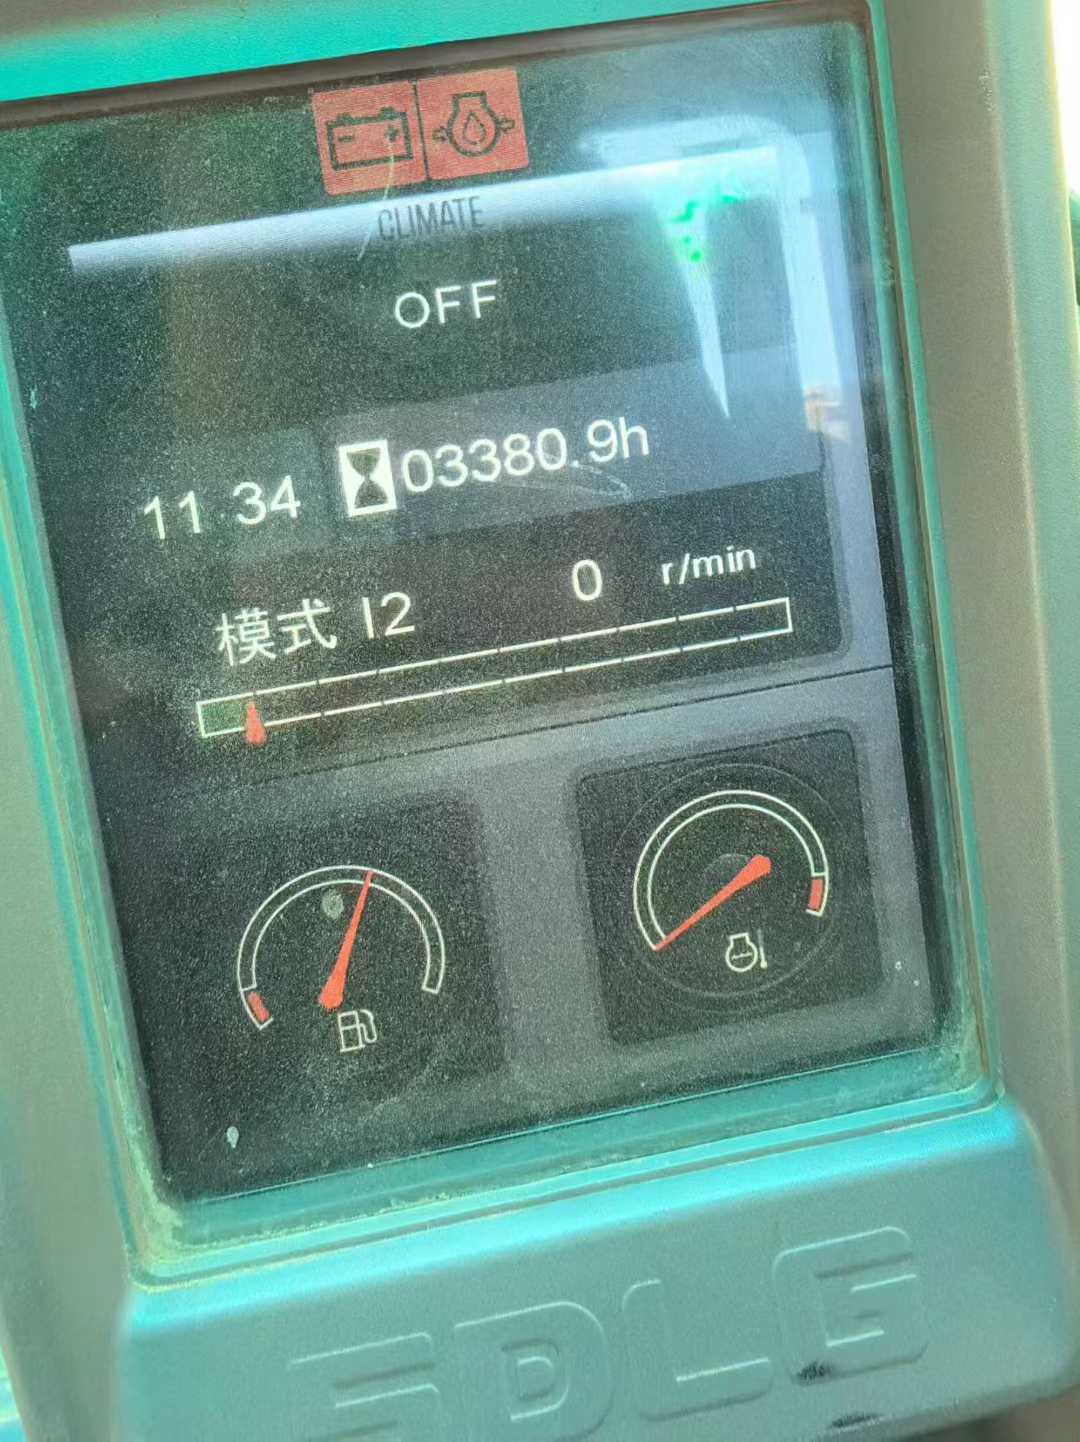 CLIMATE
OFF
11 34 03380.9h
模式 I2 0 r/min
SDLG